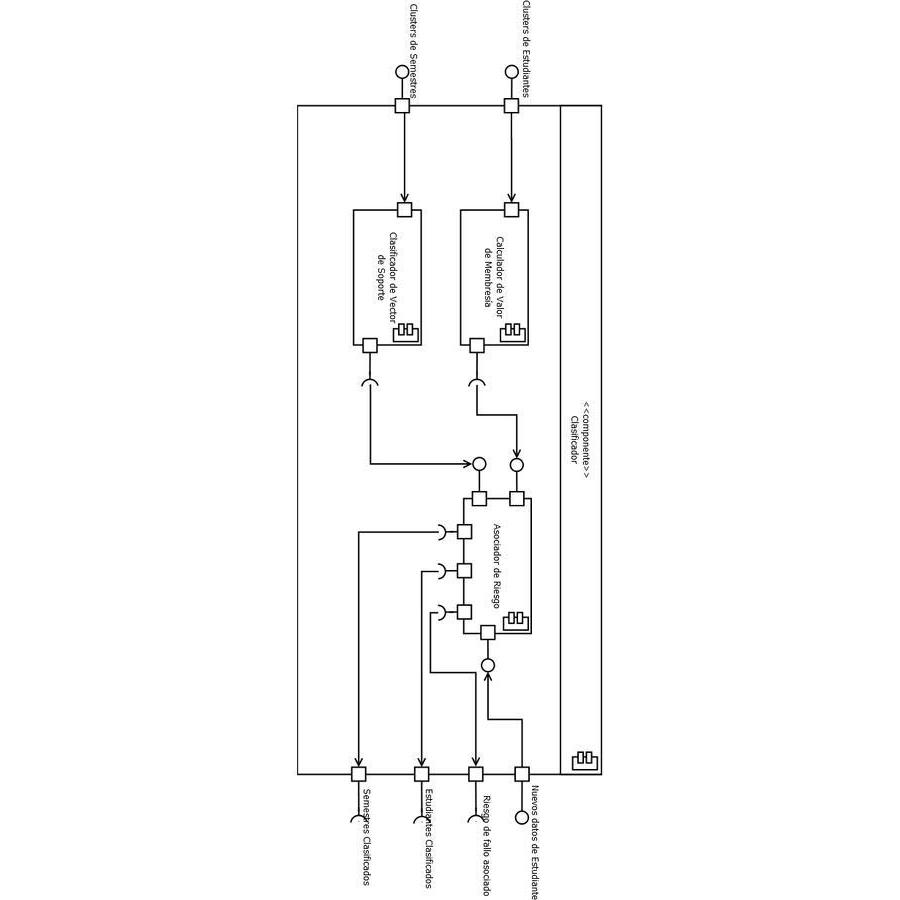 <<componente>>
Clasificador
Clusters de Estudiantes
Clusters de Semestres
Calculador de Valor
de Membresía
Clasificador de Vector
de Soporte
Asociador de Riesgo
Nuevos datos de Estudiante
Riesgo de fallo asociado
Estudiantes Clasificados
Semestres Clasificados